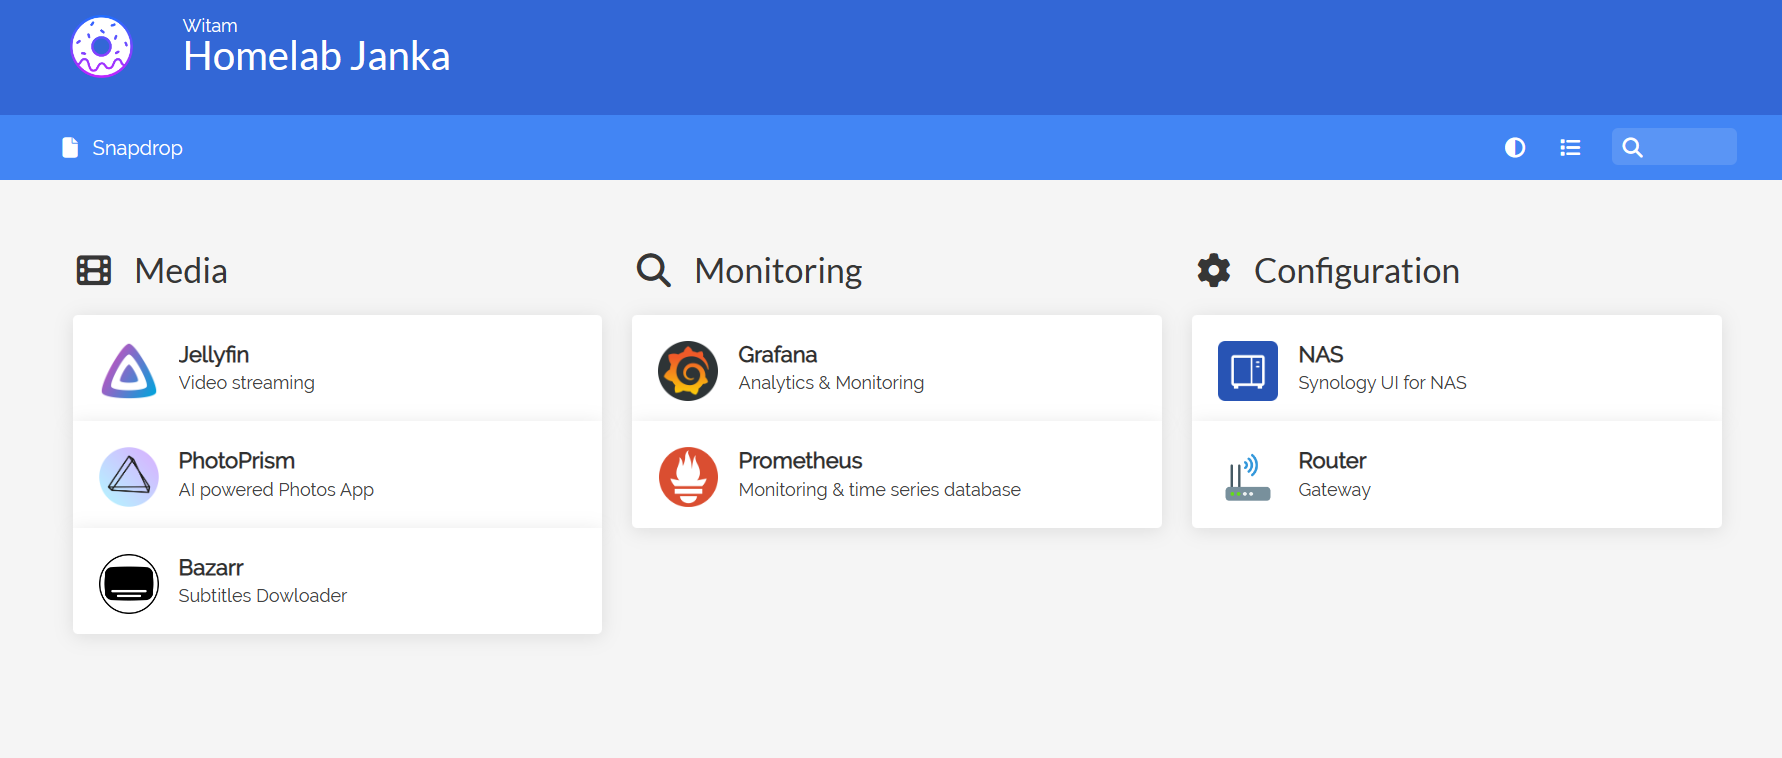 Witam
Homelab Janka
Snapdrop
Media
Jellyfin
Video streaming
PhotoPrism
AI powered Photos App
Bazarr
Subtitles Dowloader
Monitoring
Grafana
Analytics & Monitoring
Prometheus
Monitoring & time series database
Configuration
NAS
Synology UI for NAS
Router
Gateway